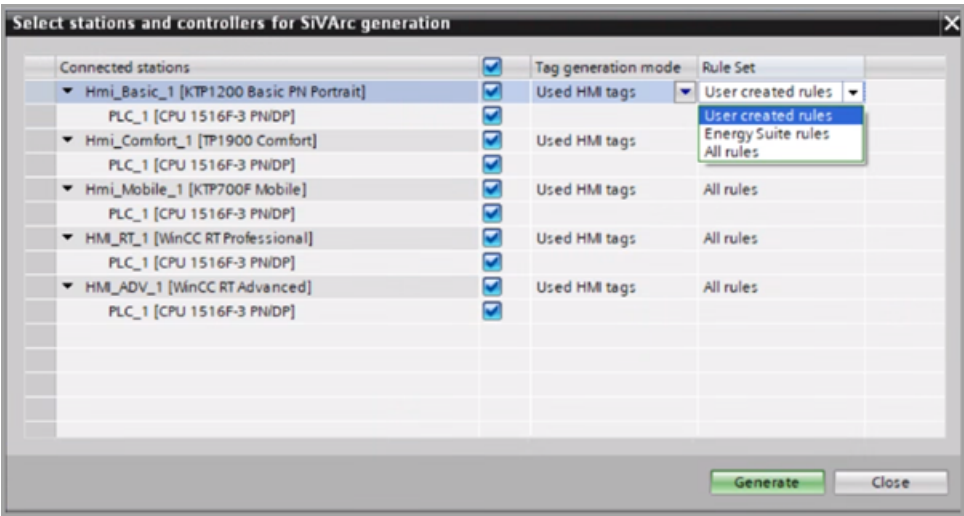 Select stations and controllers for SiVArc generation
Connected stations Tag generation mode Rule Set
Hmi_Basic_1 [KTP1200 Basic PN Portrait] Used HMI tags User created rules
PLC_1 [CPU 1516F-3 PN/DP] User created rules
Energy Suite rules
Hmi_Comfort_1 [TP1900 Comfort] Used HMI tags All rules
PLC_1 [CPU 1516F-3 PN/DP]
Hmi_Mobile_1 [KTP700F Mobile] Used HMI tags All rules
PLC_1 [CPU 1516F-3 PN/DP]
HMI_RT_1 [WinCC RT Professional] Used HMI tags All rules
PLC_1 [CPU 1516F-3 PN/DP]
HMI_ADV_1 [WinCC RT Advanced] Used HMI tags All rules
PLC_1 [CPU 1516F-3 PN/DP]
Generate Close